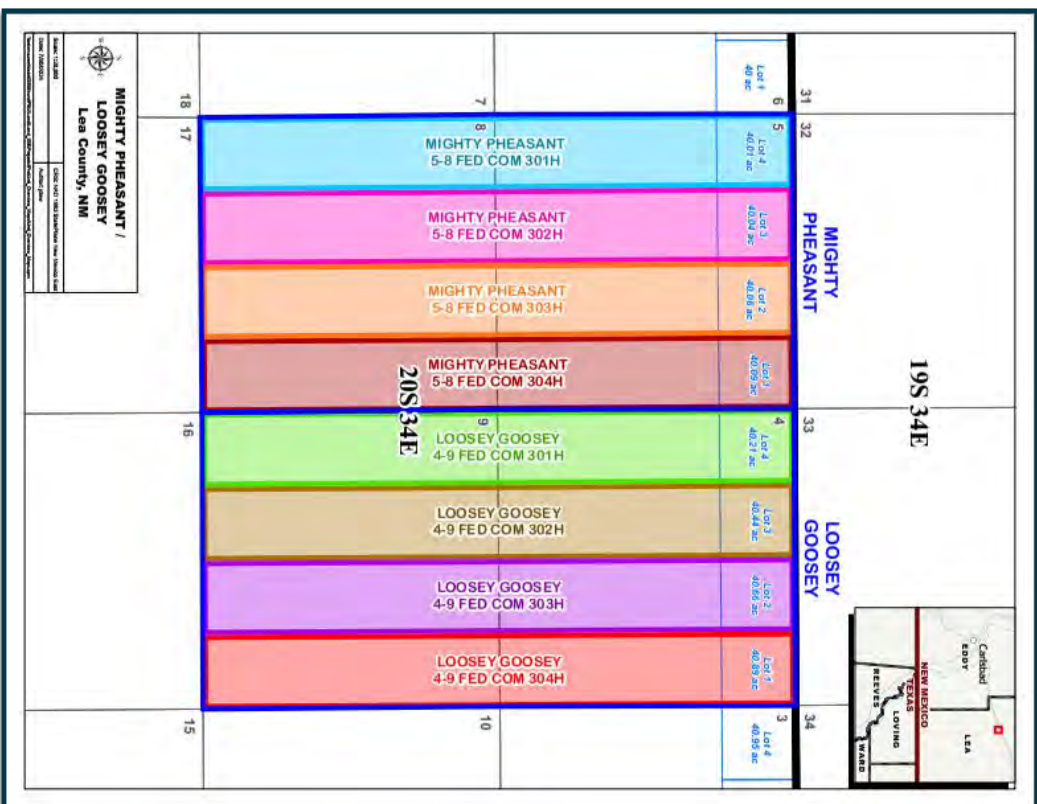 MIGHTY PHEASANT /
LOOSEY GOOSEY
Lea County, NM
19S 34E
MIGHTY
PHEASANT
LOOSEY
GOOSEY
31
32
33
34
6
5
4
3
Lot 1
40 ac
Lot 4
40.01 ac
Lot 3
40.04 ac
Lot 2
40.06 ac
Lot 1
40.09 ac
Lot 4
40.21 ac
Lot 3
40.44 ac
Lot 2
40.66 ac
Lot 1
40.89 ac
Lot 4
40.95 ac
MIGHTY PHEASANT
5-8 FED COM 301H
MIGHTY PHEASANT
5-8 FED COM 302H
MIGHTY PHEASANT
5-8 FED COM 303H
MIGHTY PHEASANT
5-8 FED COM 304H
LOOSEY GOOSEY
4-9 FED COM 301H
LOOSEY GOOSEY
4-9 FED COM 302H
LOOSEY GOOSEY
4-9 FED COM 303H
LOOSEY GOOSEY
4-9 FED COM 304H
20S 34E
7
8
9
10
18
17
16
15
Carlsbad
EDDY
LEA
NEW MEXICO
TEXAS
REEVES
LOVING
WARD